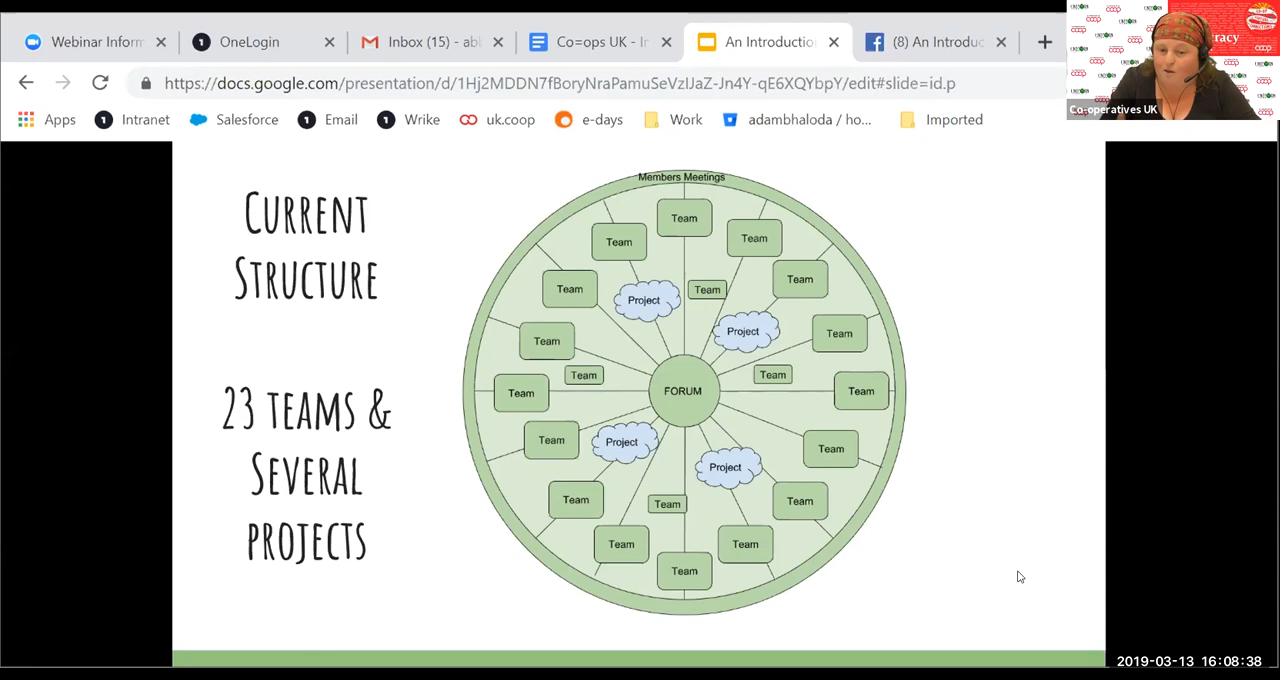 Webinar Inform
OneLogin
Inbox (15) - abl
Co=ops UK - In
An Introductio
(8) An Introduc
https://docs.google.com/presentation/d/1Hj2MDDN7fBoryNraPamuSeVzlJaZ-Jn4Y-qE6XQYbpY/edit#slide=id.p
Apps
Intranet
Salesforce
Email
Wrike
uk.coop
e-days
Work
adambhaloda / ho...
Imported
Co-operatives UK
CURRENT
STRUCTURE
23 TEAMS &
SEVERAL
PROJECTS
Members Meetings
Team
Team
Team
Team
Team
Team
Project
Team
Project
Team
Team
Team
Team
Team
Team
FORUM
Team
Team
Project
Team
Project
Team
Team
Team
Team
Team
Team
2019-03-13 16:08:38